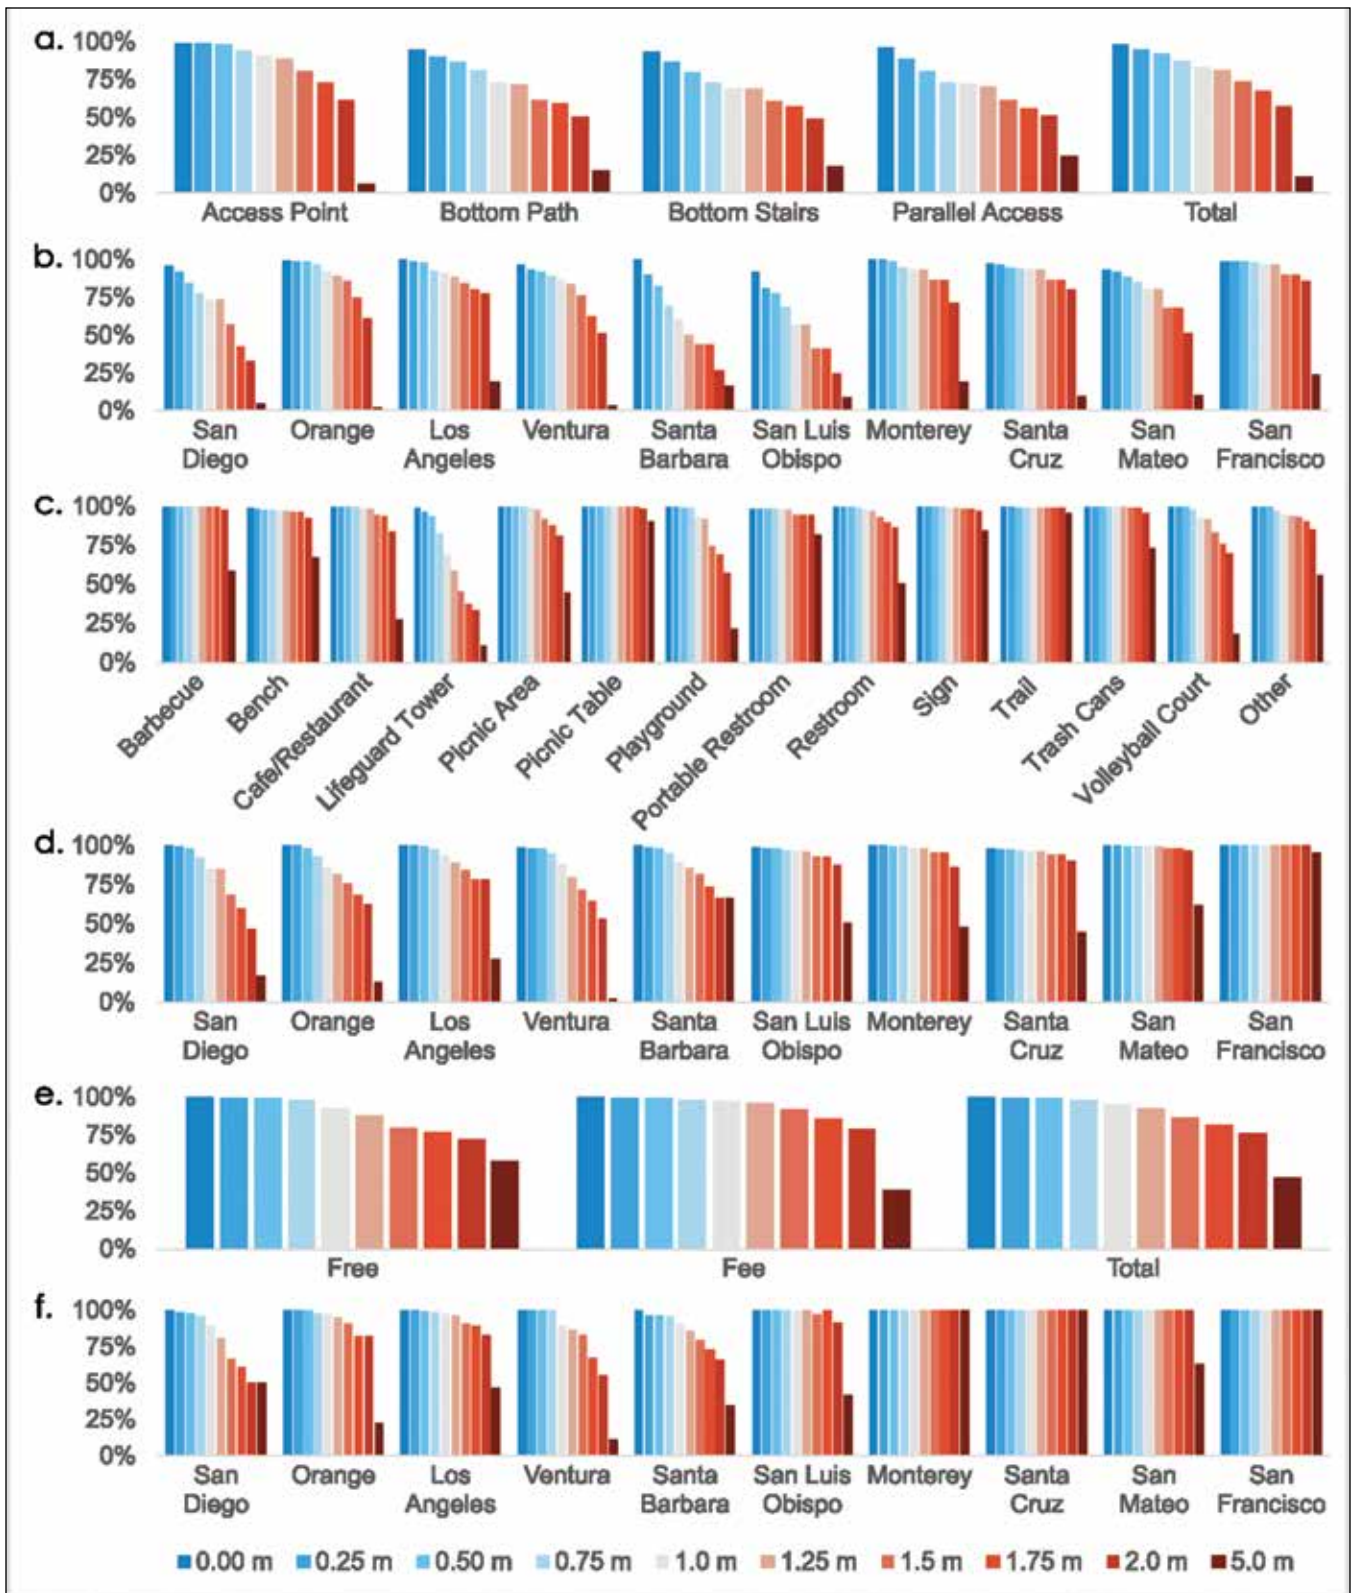 a. 100%
75%
50%
25%
0%
Access Point Bottom Path Bottom Stairs Parallel Access Total
b. 100%
75%
50%
25%
0%
San Diego Orange Los Angeles Ventura Santa Barbara San Luis Obispo Monterey Santa Cruz San Mateo San Francisco
c. 100%
75%
50%
25%
0%
Barbecue
Bench
Cafe/Restaurant
Lifeguard Tower
Picnic Area
Picnic Table
Playground
Portable Restroom
Restroom
Sign
Trail
Trash Cans
Volleyball Court
Other
d. 100%
75%
50%
25%
0%
San Diego Orange Los Angeles Ventura Santa Barbara San Luis Obispo Monterey Santa Cruz San Mateo San Francisco
e. 100%
75%
50%
25%
0%
Free Fee Total
f. 100%
75%
50%
25%
0%
San Diego Orange Los Angeles Ventura Santa Barbara San Luis Obispo Monterey Santa Cruz San Mateo San Francisco
0.00 m 0.25 m 0.50 m 0.75 m 1.0 m 1.25 m 1.5 m 1.75 m 2.0 m 5.0 m